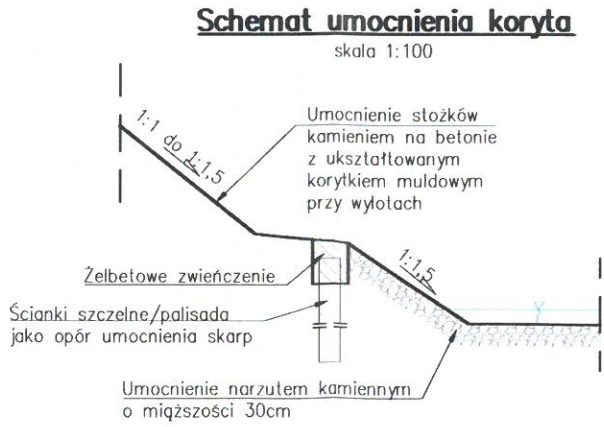 Schemat umocnienia koryta
skala 1:100
1:1 do 1:1,5
Umocnienie stożków
kamieniem na betonie
z ukształtowanym
korytkiem muldowym
przy wylotach
1:1,5
Żelbetowe zwieńczenie
Ścianki szczelne/palisada
jako opór umocnienia skarp
Umocnienie narzutem kamiennym
o miąższości 30cm